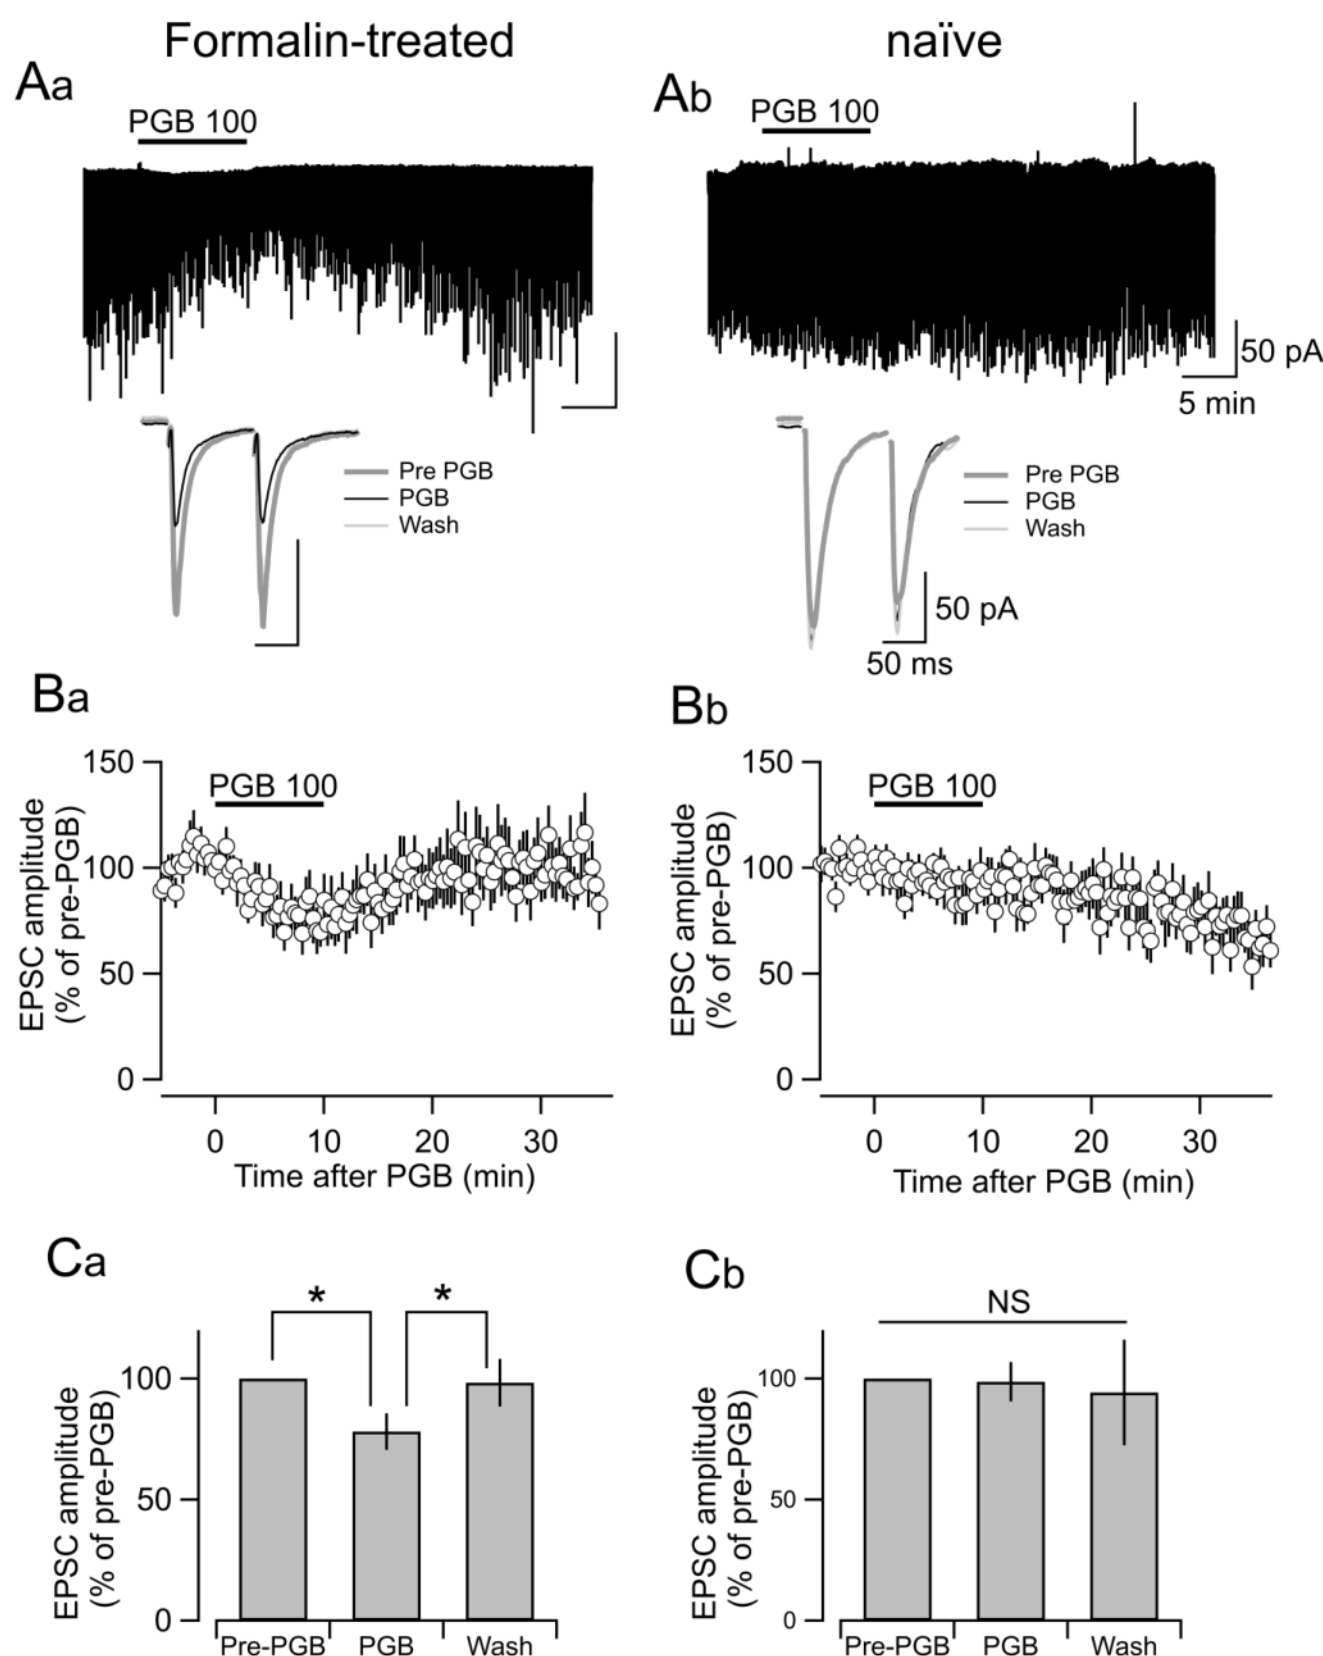 Formalin-treated
naïve
Aa
Ab
PGB 100
PGB 100
50 pA
5 min
Pre PGB
PGB
Wash
Pre PGB
PGB
Wash
50 pA
50 ms
Ba
Bb
150
100
50
0
EPSC amplitude
(% of pre-PGB)
PGB 100
0 10 20 30
Time after PGB (min)
150
100
50
0
EPSC amplitude
(% of pre-PGB)
PGB 100
0 10 20 30
Time after PGB (min)
Ca
Cb
* *
100
50
0
EPSC amplitude
(% of pre-PGB)
Pre-PGB PGB Wash
NS
100
50
0
EPSC amplitude
(% of pre-PGB)
Pre-PGB PGB Wash